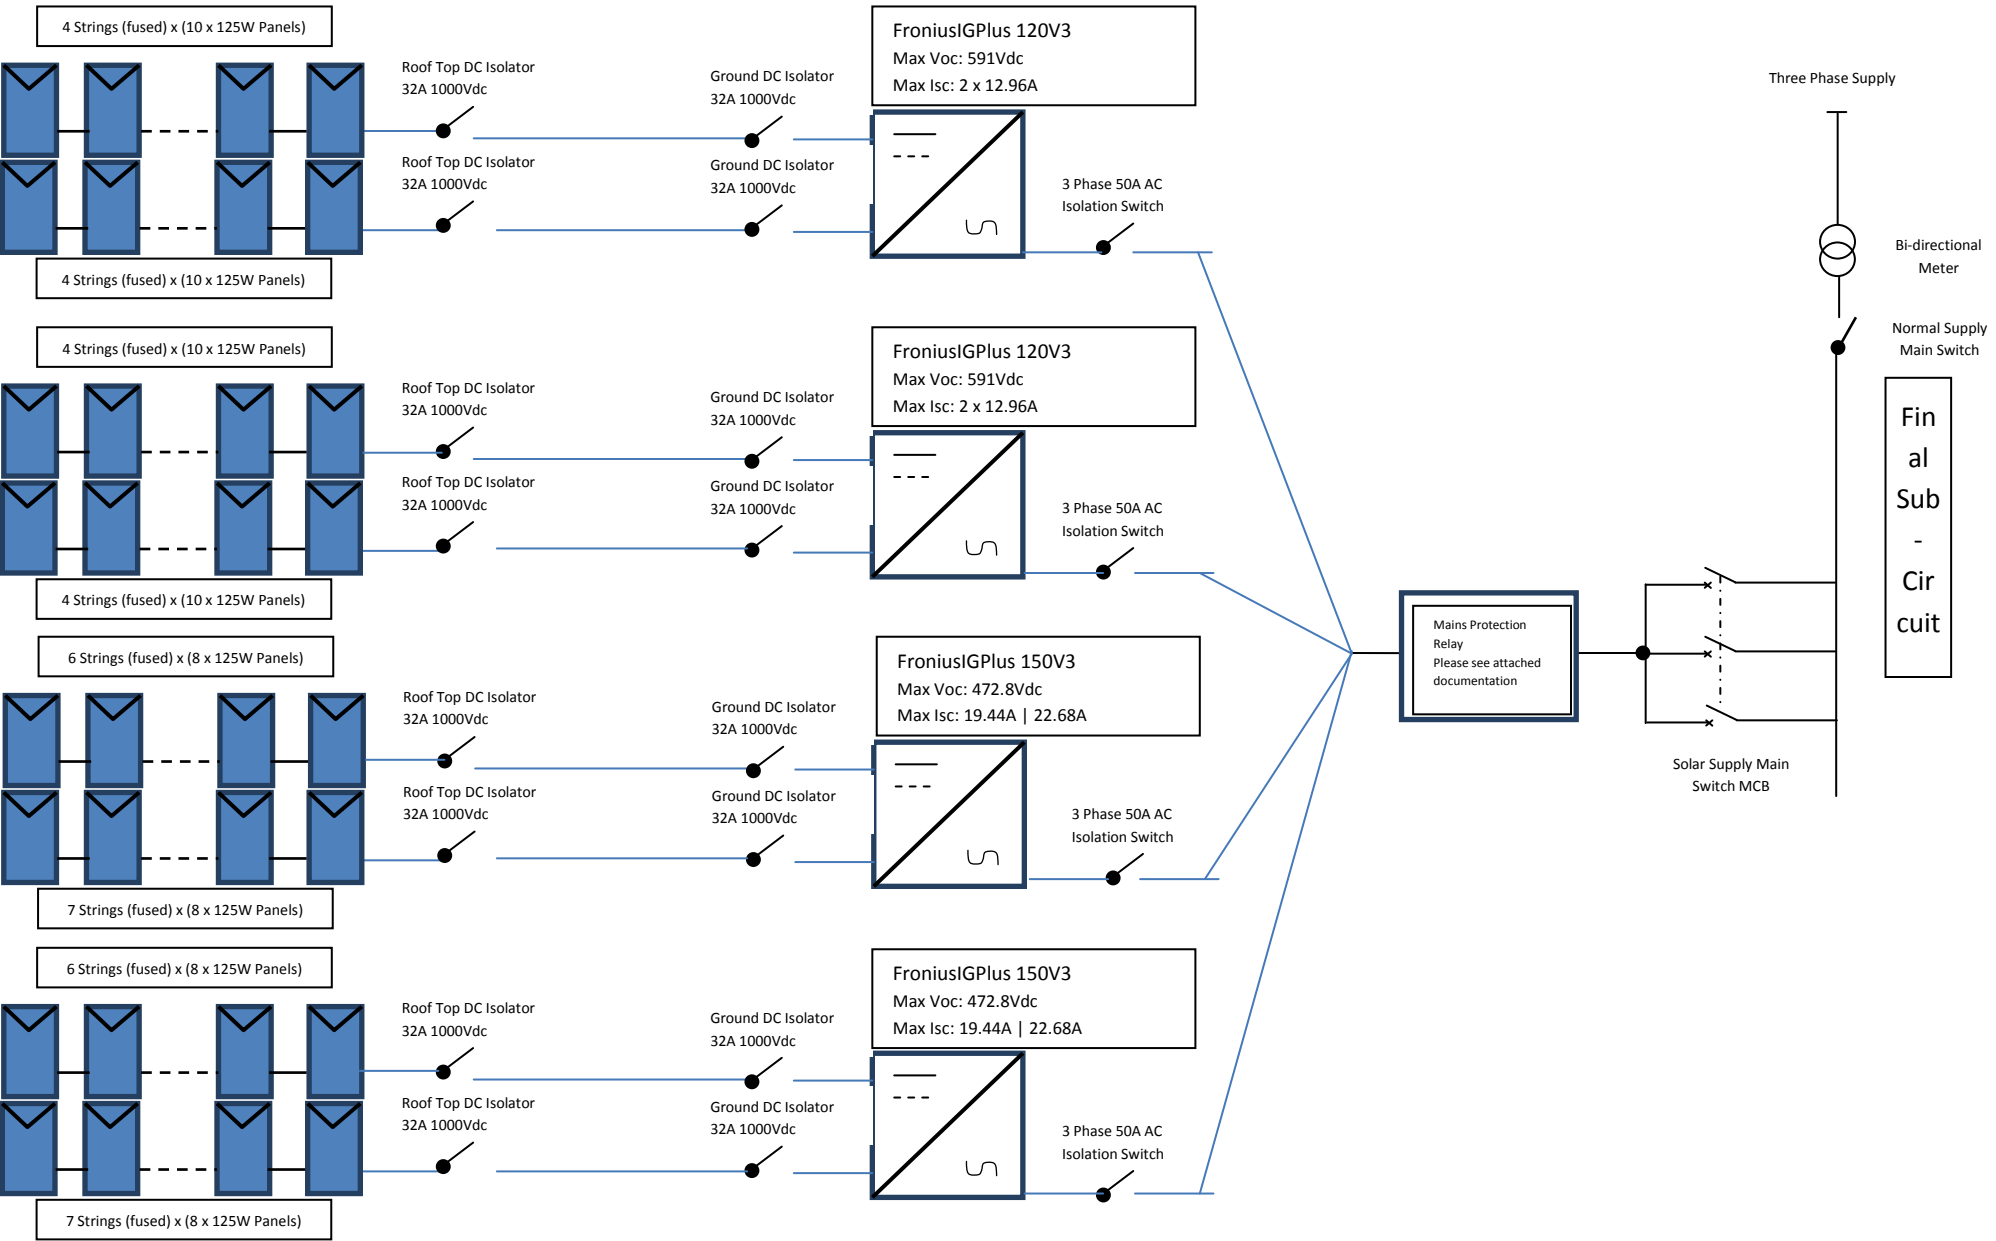 4 Strings (fused) x (10 x 125W Panels)
Roof Top DC Isolator
32A 1000Vdc
Ground DC Isolator
32A 1000Vdc
FroniusIGPlus 120V3
Max Voc: 591Vdc
Max Isc: 2 x 12.96A
Roof Top DC Isolator
32A 1000Vdc
Ground DC Isolator
32A 1000Vdc
3 Phase 50A AC
Isolation Switch
4 Strings (fused) x (10 x 125W Panels)
4 Strings (fused) x (10 x 125W Panels)
Roof Top DC Isolator
32A 1000Vdc
Ground DC Isolator
32A 1000Vdc
FroniusIGPlus 120V3
Max Voc: 591Vdc
Max Isc: 2 x 12.96A
Roof Top DC Isolator
32A 1000Vdc
Ground DC Isolator
32A 1000Vdc
3 Phase 50A AC
Isolation Switch
4 Strings (fused) x (10 x 125W Panels)
6 Strings (fused) x (8 x 125W Panels)
Roof Top DC Isolator
32A 1000Vdc
Ground DC Isolator
32A 1000Vdc
FroniusIGPlus 150V3
Max Voc: 472.8Vdc
Max Isc: 19.44A | 22.68A
Roof Top DC Isolator
32A 1000Vdc
Ground DC Isolator
32A 1000Vdc
3 Phase 50A AC
Isolation Switch
7 Strings (fused) x (8 x 125W Panels)
6 Strings (fused) x (8 x 125W Panels)
Roof Top DC Isolator
32A 1000Vdc
Ground DC Isolator
32A 1000Vdc
FroniusIGPlus 150V3
Max Voc: 472.8Vdc
Max Isc: 19.44A | 22.68A
Roof Top DC Isolator
32A 1000Vdc
Ground DC Isolator
32A 1000Vdc
3 Phase 50A AC
Isolation Switch
7 Strings (fused) x (8 x 125W Panels)
Mains Protection
Relay
Please see attached
documentation
Solar Supply Main
Switch MCB
Three Phase Supply
Bi-directional
Meter
Normal Supply
Main Switch
Fin
al
Sub
-
Cir
cuit